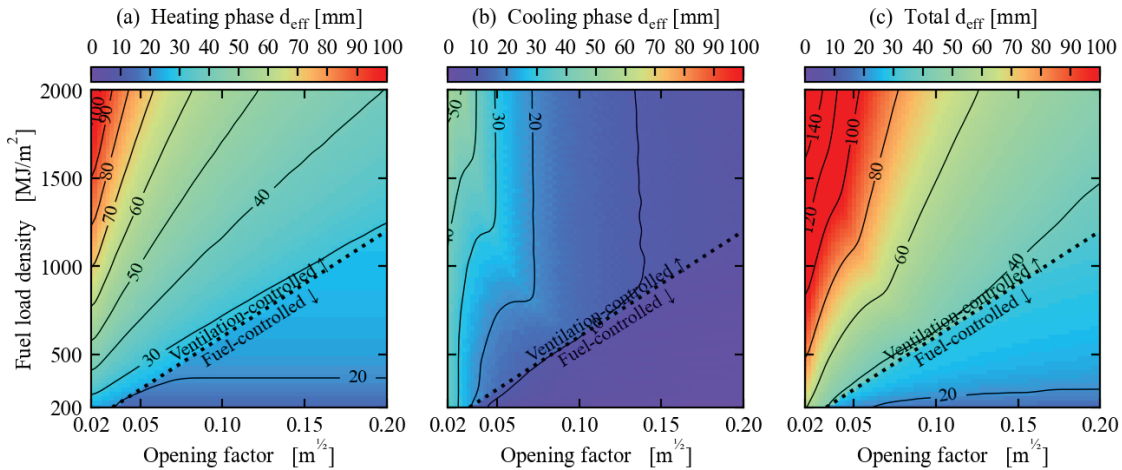 (a) Heating phase d_eff [mm]
0 10 20 30 40 50 60 70 80 90 100
Fuel load density [MJ/m²]
2000
1500
1000
500
200
100
90
80
70
60
50
40
30
20
Ventilation-controlled ↑
Fuel-controlled ↓
0.02 0.05 0.10 0.15 0.20
Opening factor [m^½]
(b) Cooling phase d_eff [mm]
0 10 20 30 40 50 60 70 80 90 100
50
30
20
10
Ventilation-controlled ↑
Fuel-controlled ↓
0.02 0.05 0.10 0.15 0.20
Opening factor [m^½]
(c) Total d_eff [mm]
0 10 20 30 40 50 60 70 80 90 100
140
100
120
80
60
40
20
Ventilation-controlled ↑
Fuel-controlled ↓
0.02 0.05 0.10 0.15 0.20
Opening factor [m^½]